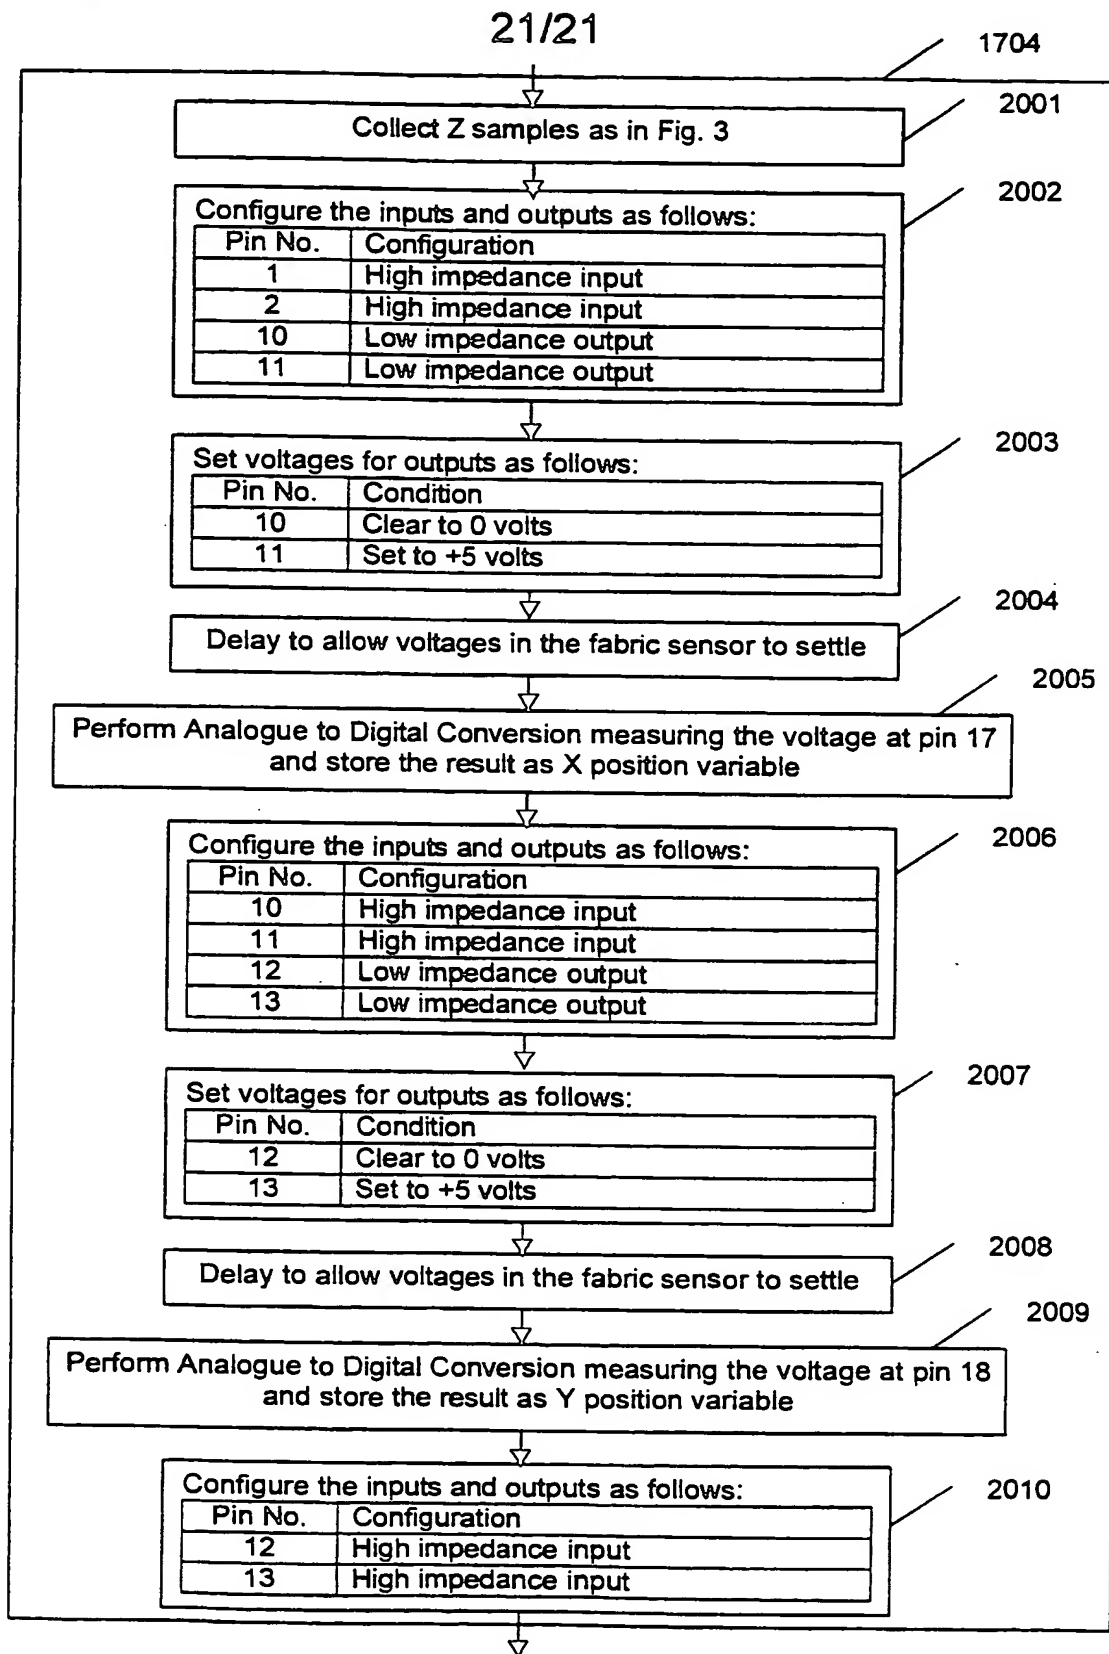 21/21
1704
2001
Collect Z samples as in Fig. 3
2002
Configure the inputs and outputs as follows:
Pin No. Configuration
1 High impedance input
2 High impedance input
10 Low impedance output
11 Low impedance output
2003
Set voltages for outputs as follows:
Pin No. Condition
10 Clear to 0 volts
11 Set to +5 volts
2004
Delay to allow voltages in the fabric sensor to settle
2005
Perform Analogue to Digital Conversion measuring the voltage at pin 17
and store the result as X position variable
2006
Configure the inputs and outputs as follows:
Pin No. Configuration
10 High impedance input
11 High impedance input
12 Low impedance output
13 Low impedance output
2007
Set voltages for outputs as follows:
Pin No. Condition
12 Clear to 0 volts
13 Set to +5 volts
2008
Delay to allow voltages in the fabric sensor to settle
2009
Perform Analogue to Digital Conversion measuring the voltage at pin 18
and store the result as Y position variable
2010
Configure the inputs and outputs as follows:
Pin No. Configuration
12 High impedance input
13 High impedance input